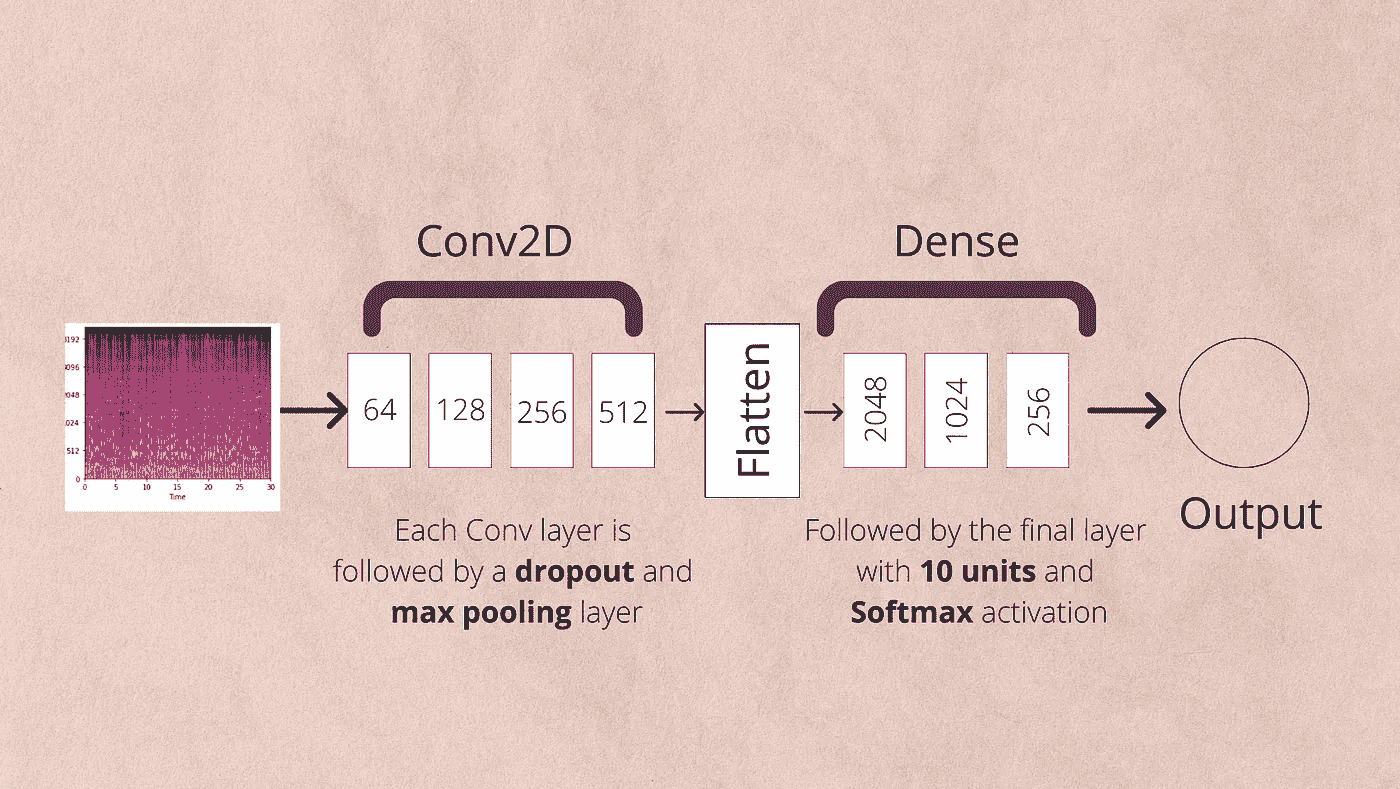 Conv2D
Dense
8192
4096
2048
1024
512
0
0 5 10 15 20 25 30
Time
64
128
256
512
Flatten
2048
1024
256
Output
Each Conv layer is
followed by a dropout and
max pooling layer
Followed by the final layer
with 10 units and
Softmax activation